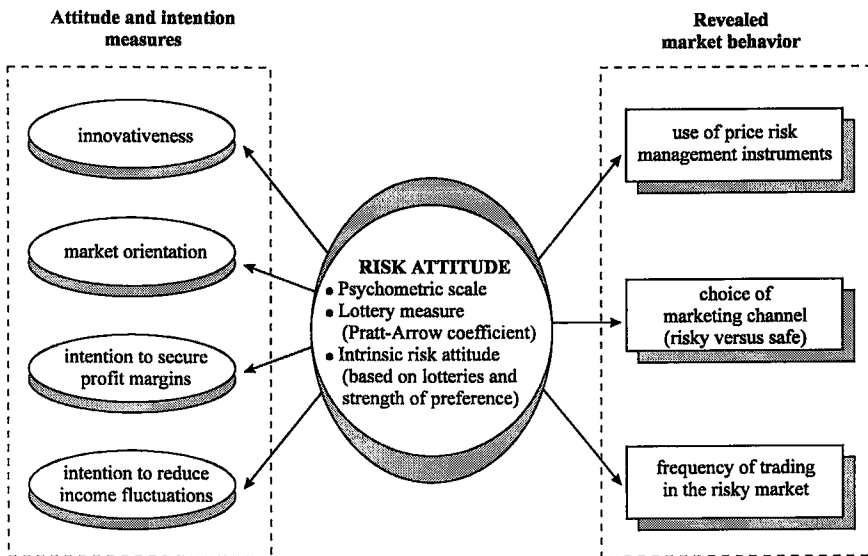 Attitude and intention
measures
innovativeness
market orientation
intention to secure
profit margins
intention to reduce
income fluctuations
RISK ATTITUDE
• Psychometric scale
• Lottery measure
(Pratt-Arrow coefficient)
• Intrinsic risk attitude
(based on lotteries and
strength of preference)
Revealed
market behavior
use of price risk
management instruments
choice of
marketing channel
(risky versus safe)
frequency of trading
in the risky market